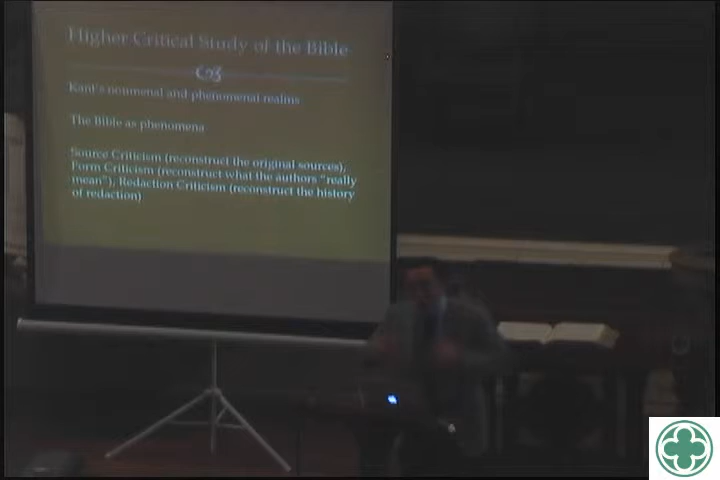 Higher Critical Study of the Bible
Kant's noumenal and phenomenal realms
The Bible as phenomena
Source Criticism (reconstruct the original sources),
Form Criticism (reconstruct what the authors "really
mean"), Redaction Criticism (reconstruct the history
of redaction)